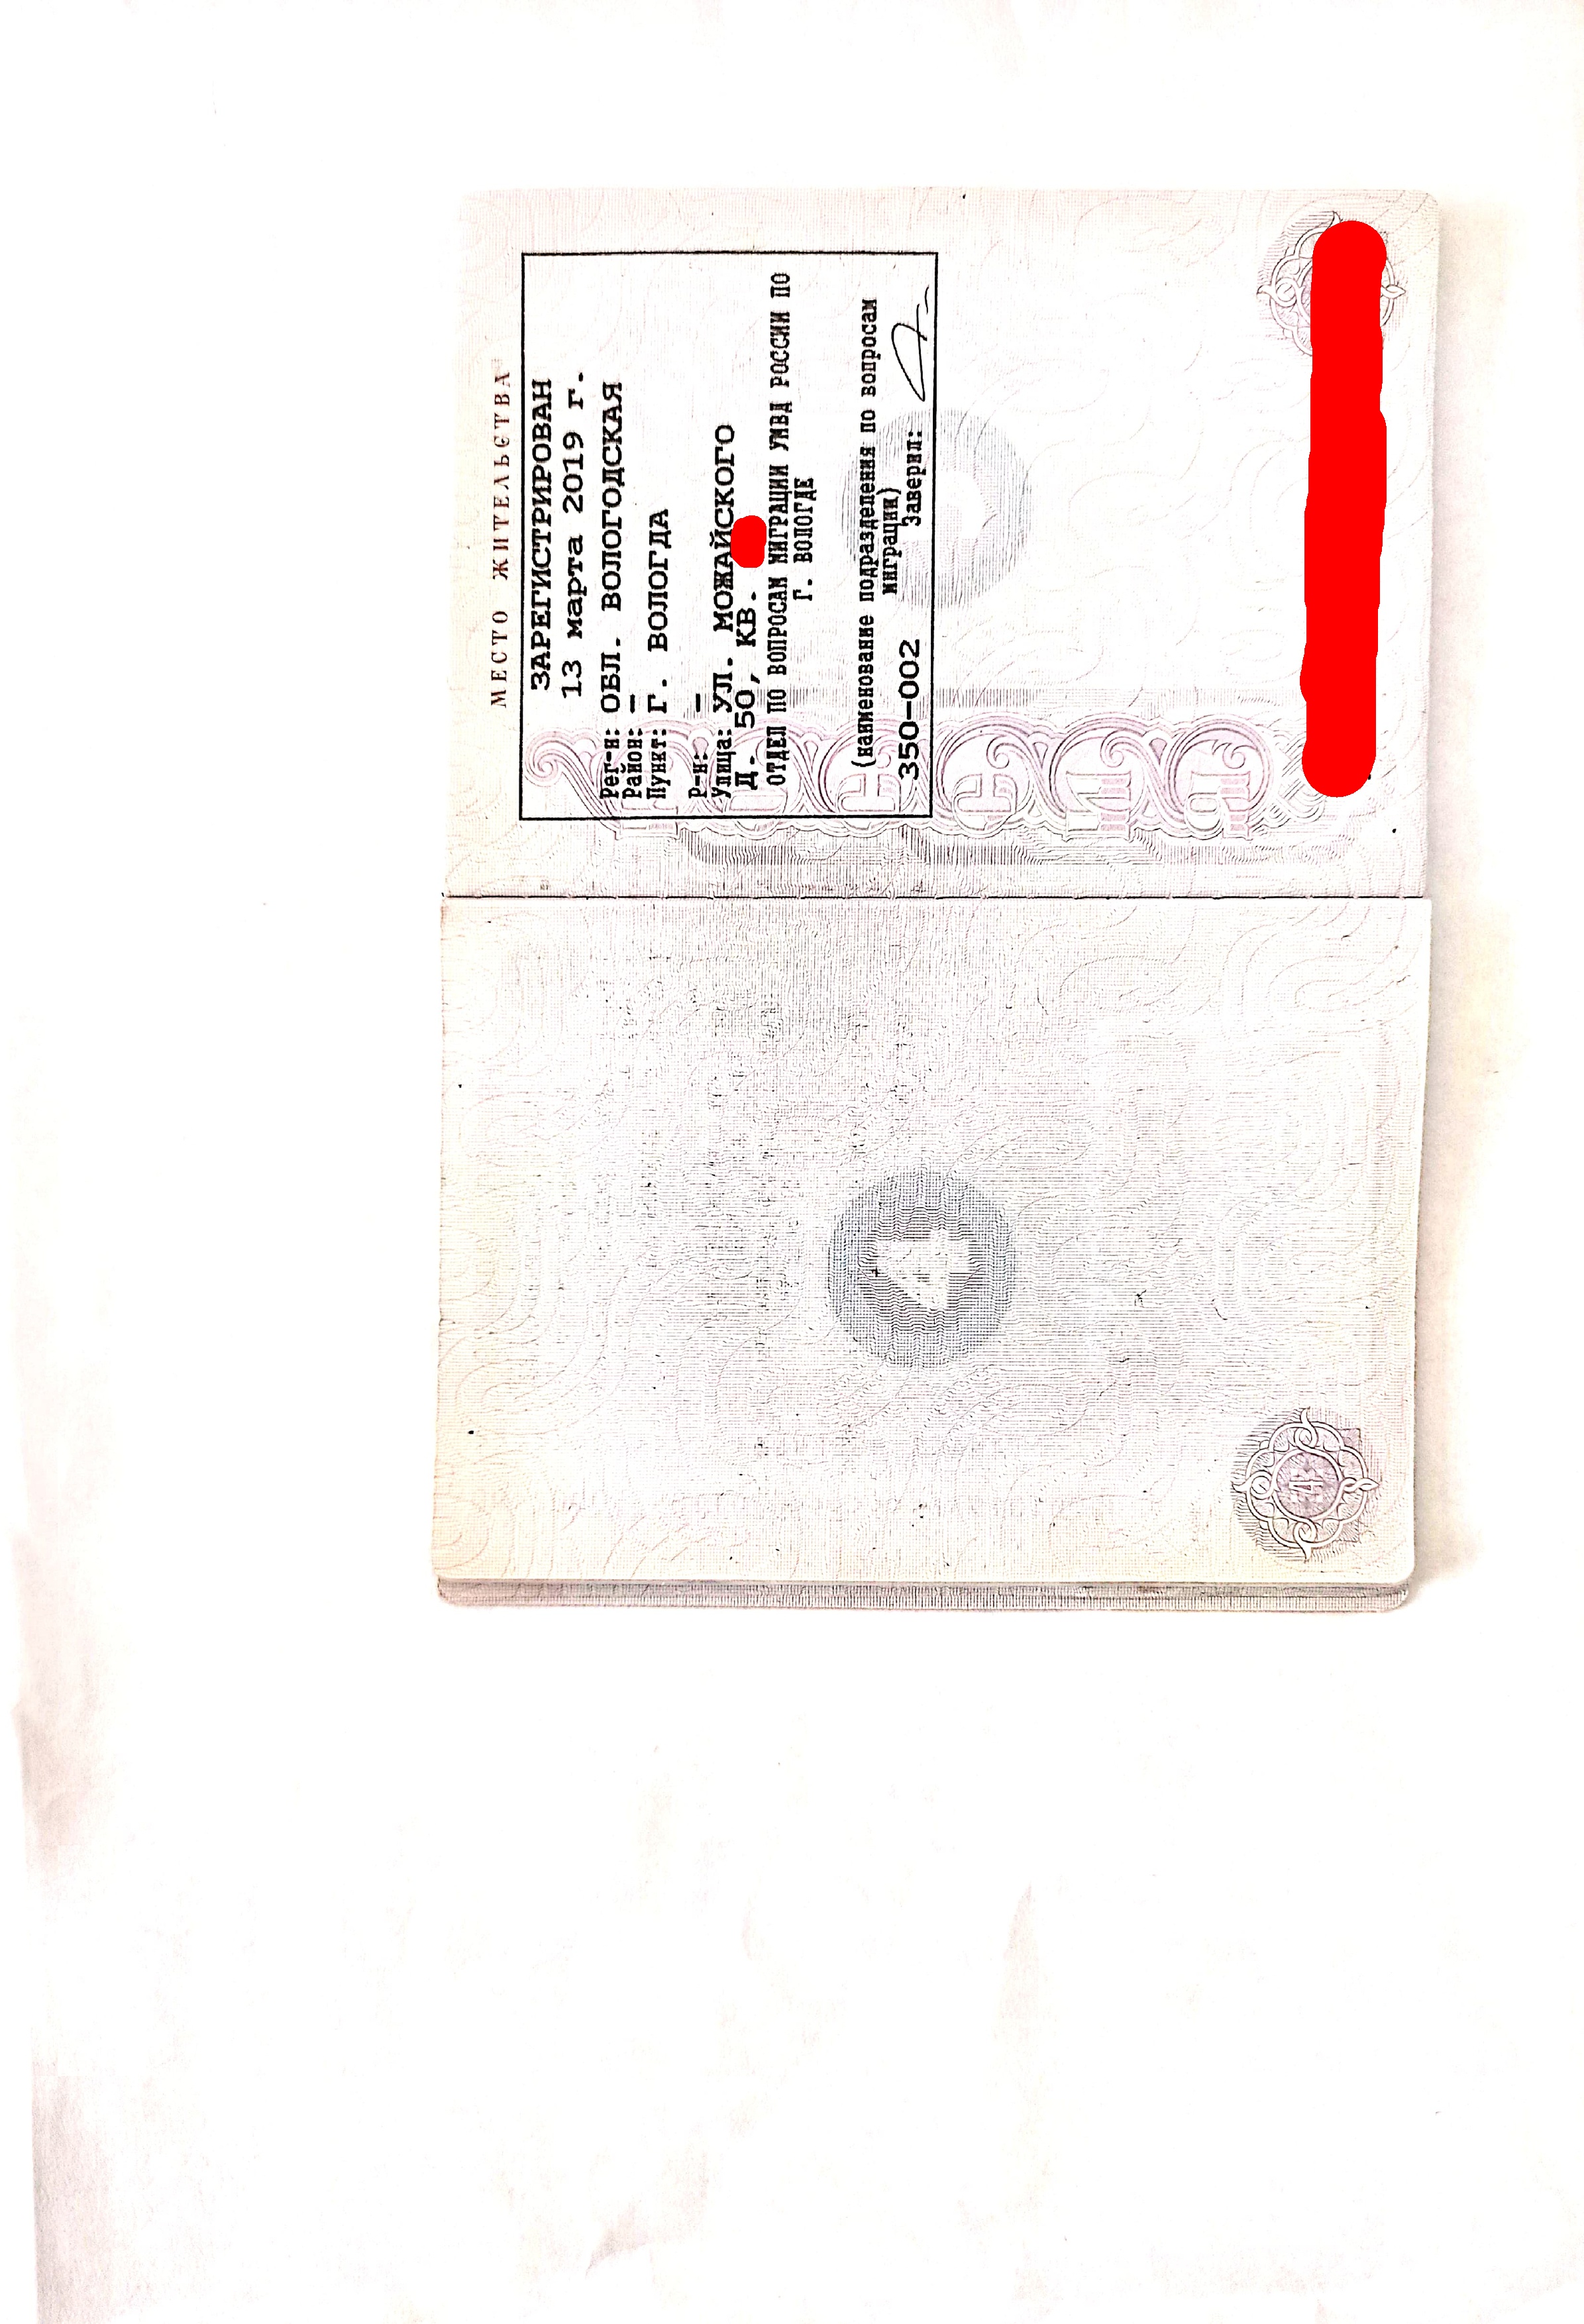 МЕСТО ЖИТЕЛЬСТВА
ЗАРЕГИСТРИРОВАН
13 марта 2019 г.
Рег-н: ОБЛ. ВОЛОГОДСКАЯ
Район: —
Пункт: Г. ВОЛОГДА
Р-н: —
Улица: УЛ. МОЖАЙСКОГО
Д. 50, КВ.
ОТДЕЛ ПО ВОПРОСАМ МИГРАЦИИ УМВД РОССИИ ПО
Г. ВОЛОГДЕ
(наименование подразделения по вопросам
миграции)
350-002 Заверил:
РОССИЯ
4